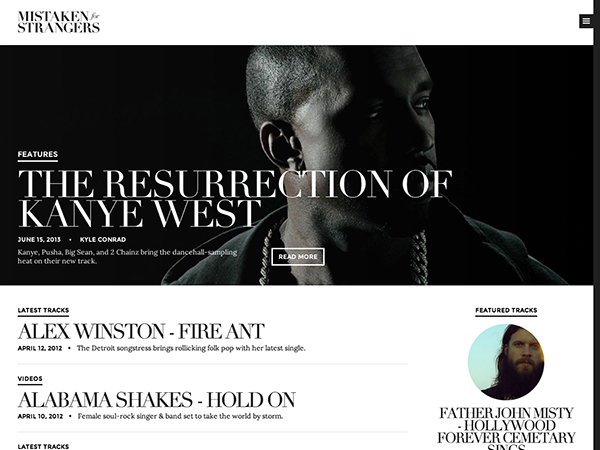 MISTAKEN for
STRANGERS
FEATURES
THE RESURRECTION OF
KANYE WEST
JUNE 15, 2013 • KYLE CONRAD
Kanye, Pusha, Big Sean, and 2 Chainz bring the dancehall-sampling
heat on their new track.
READ MORE
LATEST TRACKS
ALEX WINSTON - FIRE ANT
APRIL 12, 2012 • The Detroit songstress brings rollicking folk pop with her latest single.
VIDEOS
ALABAMA SHAKES - HOLD ON
APRIL 10, 2012 • Female soul-rock singer & band set to take the world by storm.
LATEST TRACKS
FEATURED TRACKS
FATHER JOHN MISTY
- HOLLYWOOD
FOREVER CEMETARY
SINGS